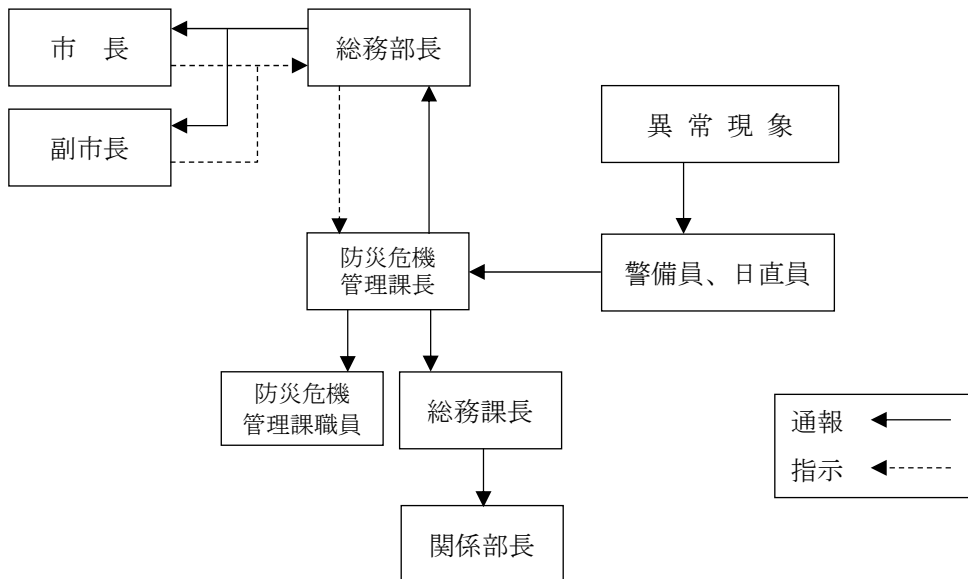 市　長
総務部長
副市長
異 常 現 象
防災危機
管理課長
警備員、日直員
防災危機
管理課職員
総務課長
関係部長
通報
指示